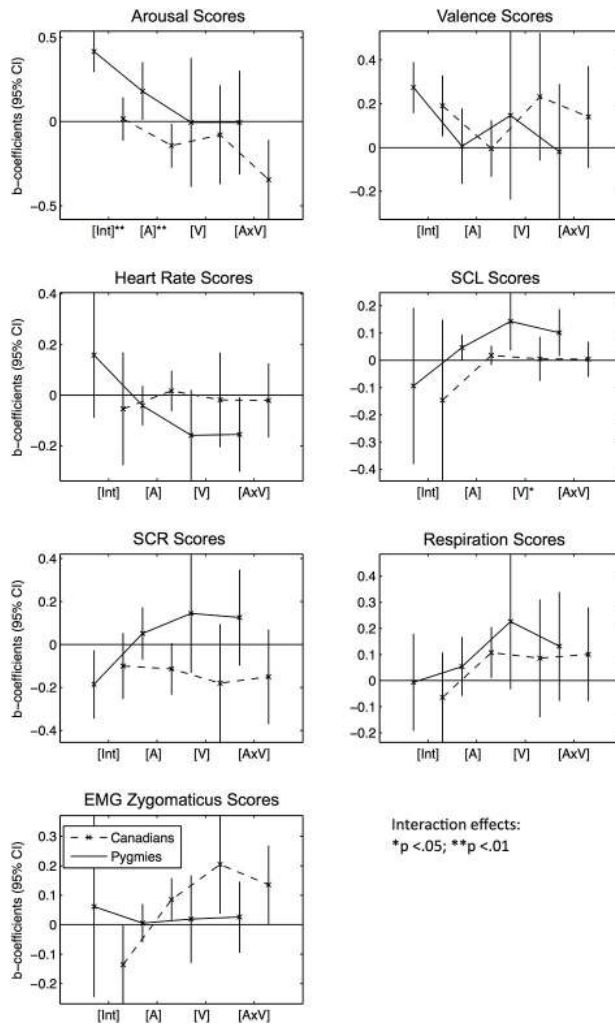 Arousal Scores
b-coefficients (95% CI)
0.5
0
−0.5
[Int]** [A]** [V] [AxV]
Valence Scores
0.4
0.2
0
−0.2
[Int] [A] [V] [AxV]
Heart Rate Scores
b-coefficients (95% CI)
0.4
0.2
0
−0.2
[Int] [A] [V] [AxV]
SCL Scores
0.2
0.1
0
−0.1
−0.2
−0.3
−0.4
[Int] [A] [V]* [AxV]
SCR Scores
b-coefficients (95% CI)
0.4
0.2
0
−0.2
−0.4
[Int] [A] [V] [AxV]
Respiration Scores
0.4
0.3
0.2
0.1
0
−0.1
−0.2
[Int] [A] [V] [AxV]
EMG Zygomaticus Scores
b-coefficients (95% CI)
0.3
0.2
0.1
0
0.1
0.2
[Int] [A] [V] [AxV]
Canadians
Pygmies
Interaction effects:
*p <.05; **p <.01